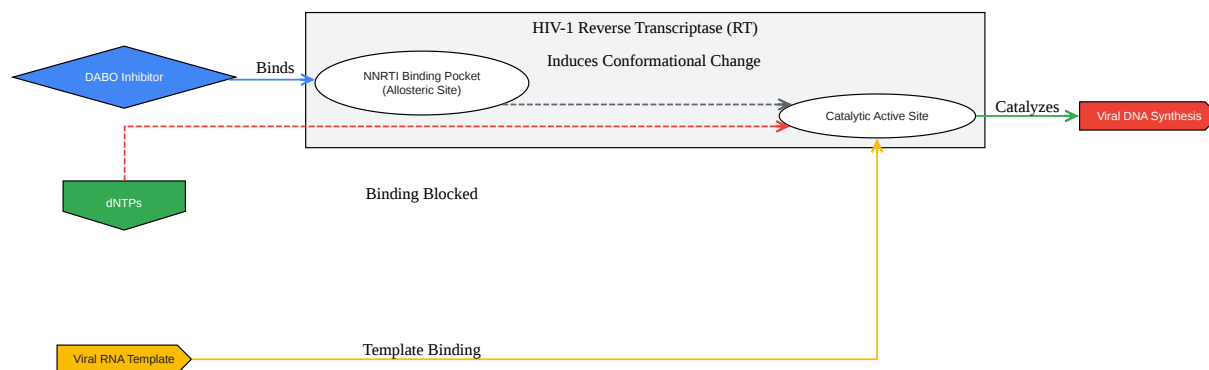 HIV-1 Reverse Transcriptase (RT)
Induces Conformational Change
DABO Inhibitor
Binds
NNRTI Binding Pocket
(Allosteric Site)
Catalytic Active Site
Catalyzes
Viral DNA Synthesis
dNTPs
Binding Blocked
Viral RNA Template
Template Binding